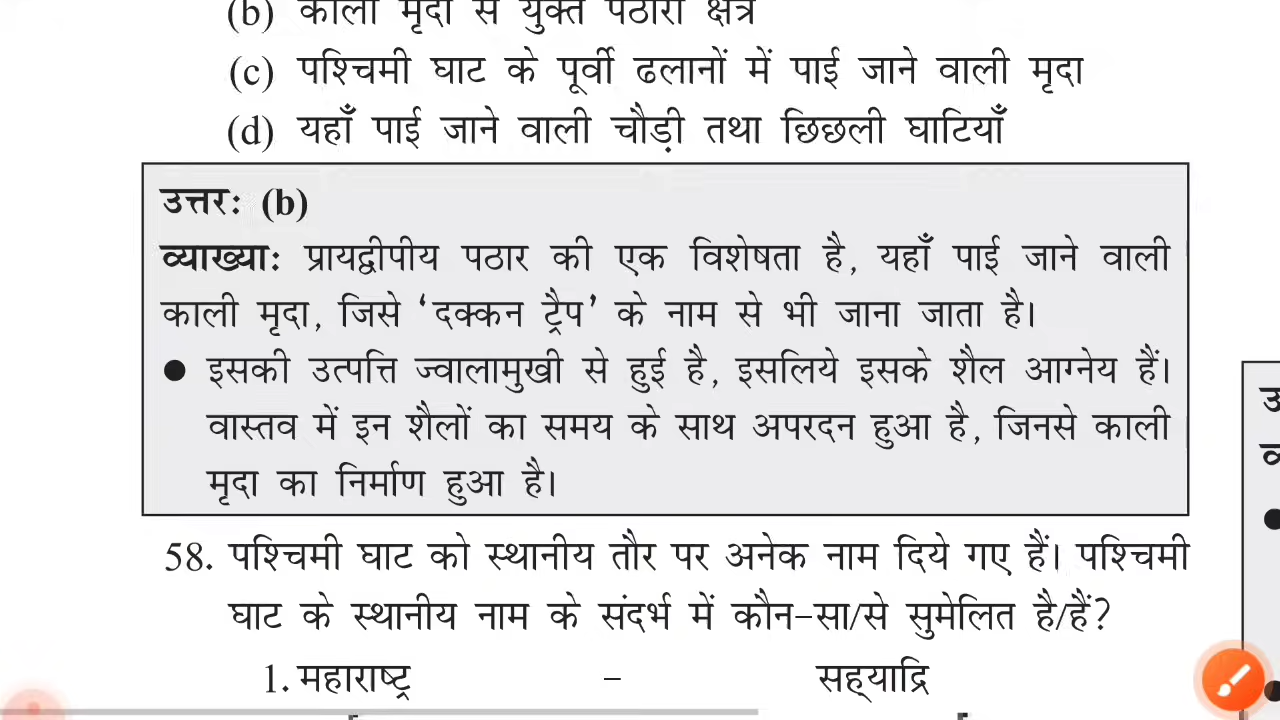 (b) काली मृदा से युक्त पठारी क्षेत्र
(c) पश्चिमी घाट के पूर्वी ढलानों में पाई जाने वाली मृदा
(d) यहाँ पाई जाने वाली चौड़ी तथा छिछली घाटियाँ
उत्तरः (b)
व्याख्याः प्रायद्वीपीय पठार की एक विशेषता है, यहाँ पाई जाने वाली
काली मृदा, जिसे ‘दक्कन ट्रैप’ के नाम से भी जाना जाता है।
● इसकी उत्पत्ति ज्वालामुखी से हुई है, इसलिये इसके शैल आग्नेय हैं।
वास्तव में इन शैलों का समय के साथ अपरदन हुआ है, जिनसे काली
मृदा का निर्माण हुआ है।
58. पश्चिमी घाट को स्थानीय तौर पर अनेक नाम दिये गए हैं। पश्चिमी
घाट के स्थानीय नाम के संदर्भ में कौन-सा/से सुमेलित है/हैं?
1. महाराष्ट्र – सह्याद्रि